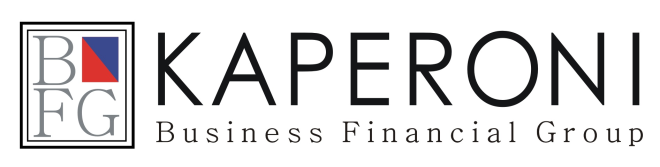 B
FG
KAPERONI
Business Financial Group